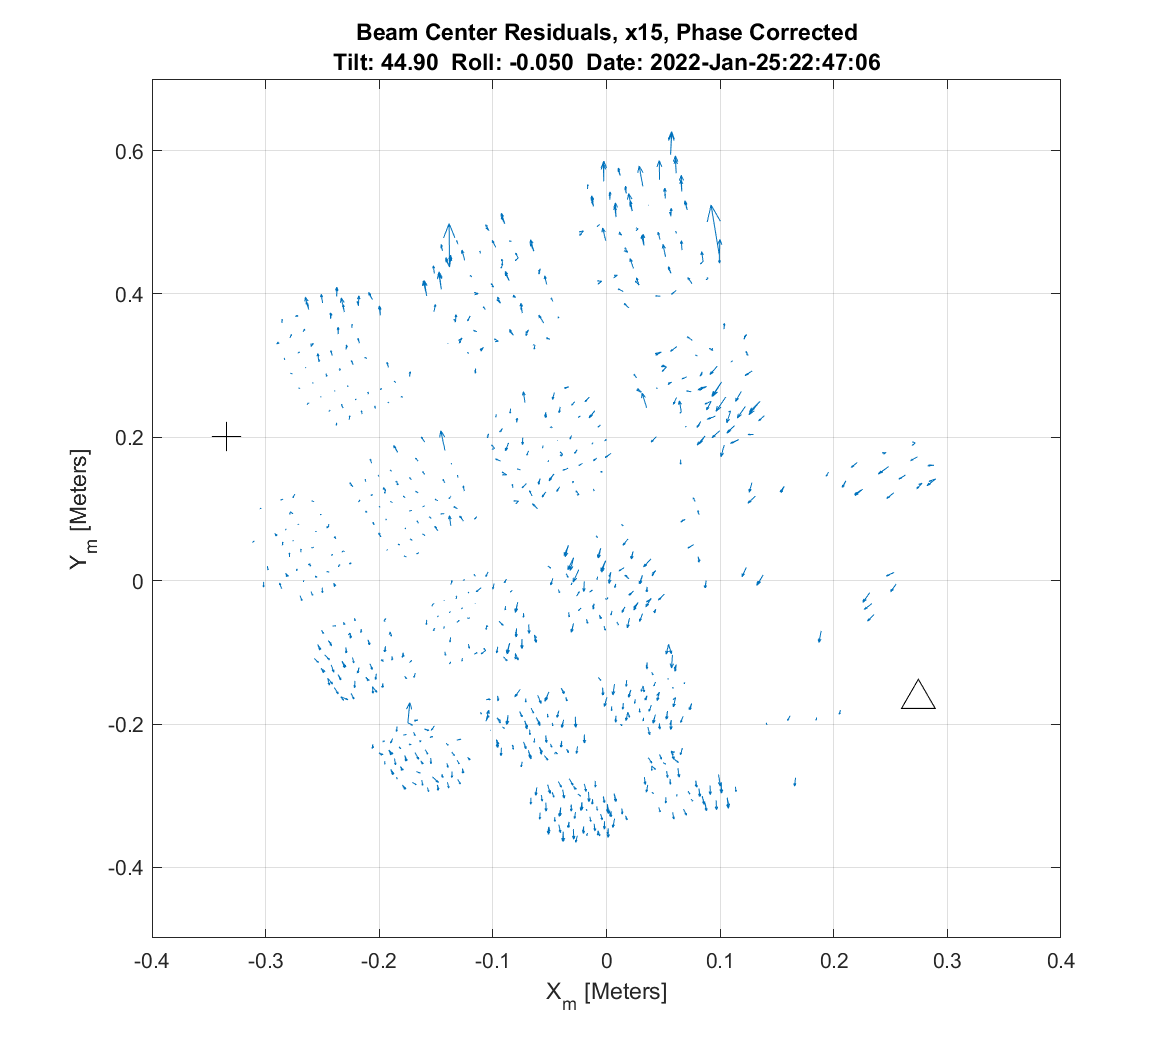 Beam Center Residuals, x15, Phase Corrected
Tilt: 44.90 Roll: -0.050 Date: 2022-Jan-25:22:47:06
0.6
0.4
0.2
0
-0.2
-0.4
Ym [Meters]
-0.4 -0.3 -0.2 -0.1 0 0.1 0.2 0.3 0.4
Xm [Meters]